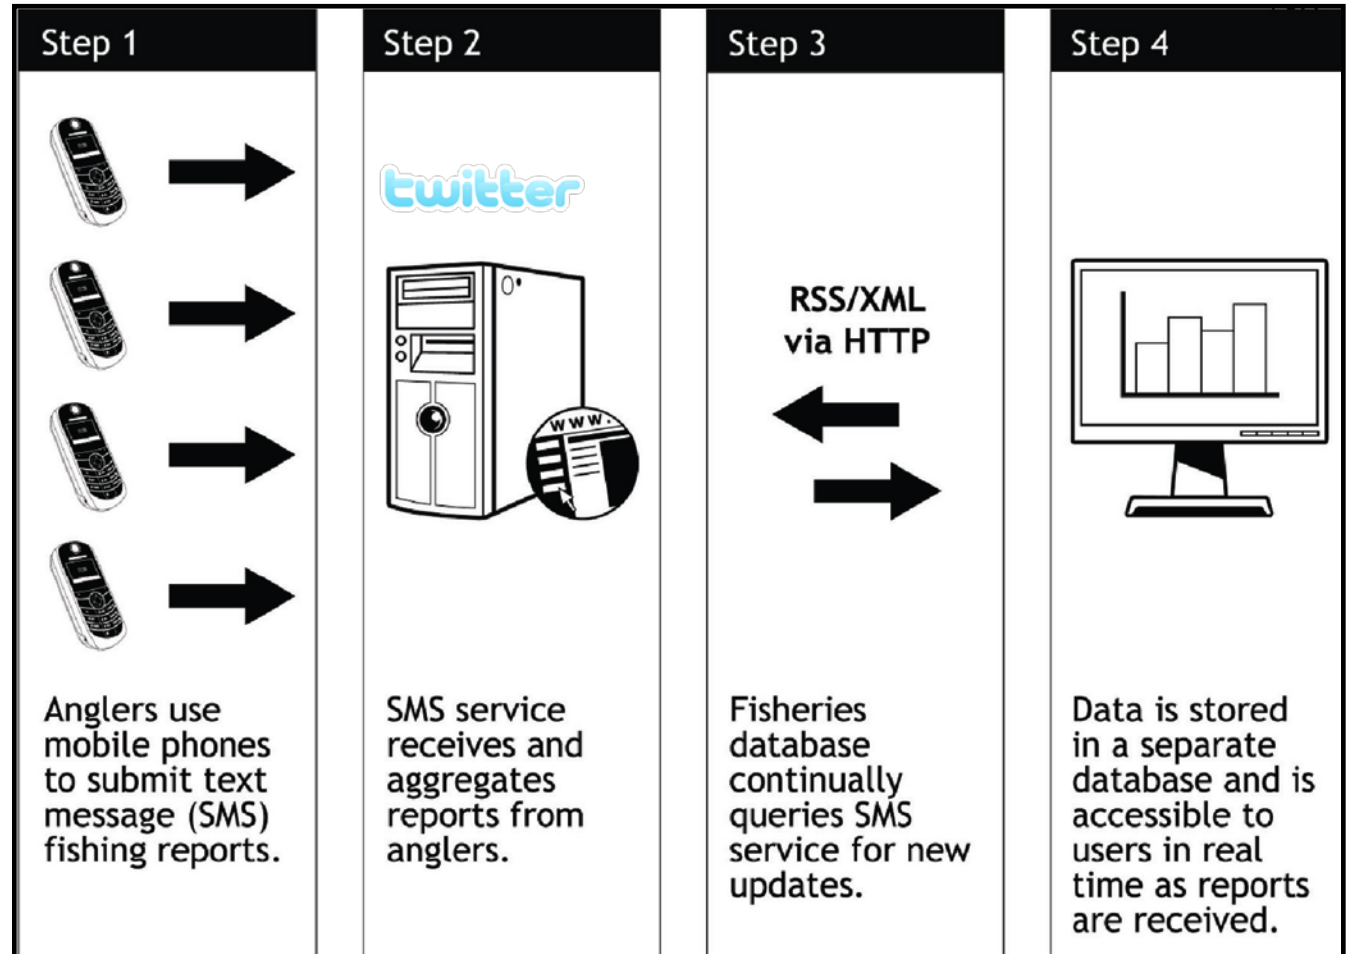 Step 1
Anglers use
mobile phones
to submit text
message (SMS)
fishing reports.
Step 2
twitter
www.
SMS service
receives and
aggregates
reports from
anglers.
Step 3
RSS/XML
via HTTP
Fisheries
database
continually
queries SMS
service for new
updates.
Step 4
Data is stored
in a separate
database and is
accessible to
users in real
time as reports
are received.